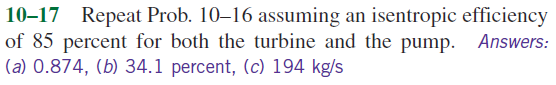 10–17 Repeat Prob. 10–16 assuming an isentropic efficiency
of 85 percent for both the turbine and the pump. Answers:
(a) 0.874, (b) 34.1 percent, (c) 194 kg/s